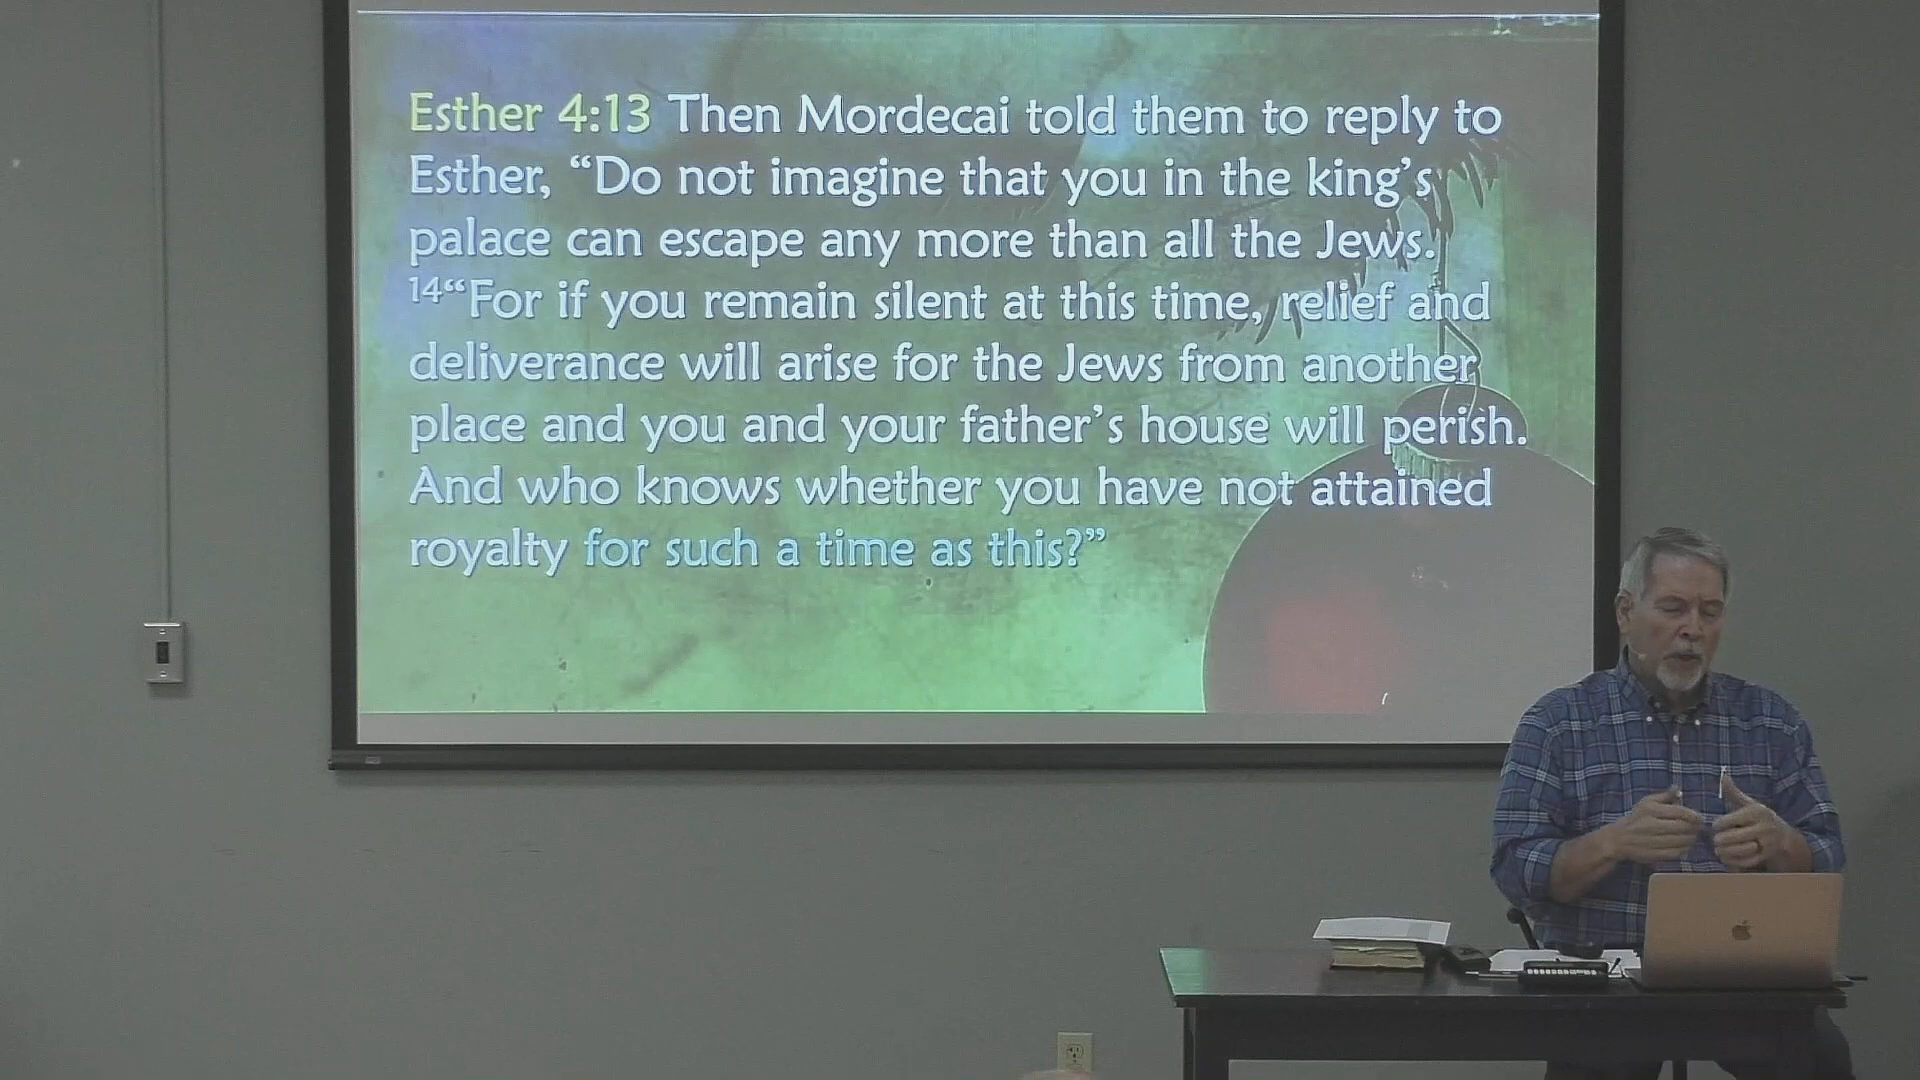 Esther 4:13 Then Mordecai told them to reply to
Esther, “Do not imagine that you in the king’s
palace can escape any more than all the Jews.
14“For if you remain silent at this time, relief and
deliverance will arise for the Jews from another
place and you and your father’s house will perish.
And who knows whether you have not attained
royalty for such a time as this?”